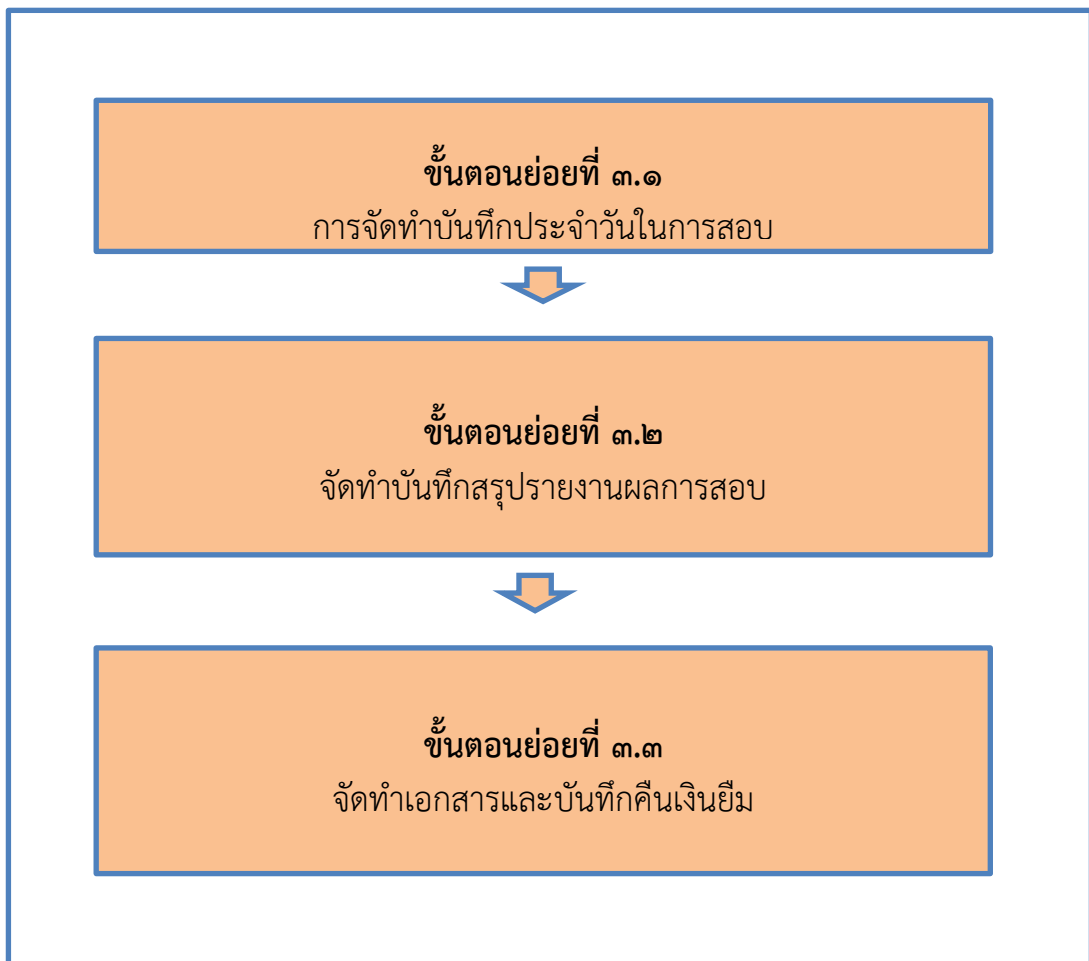 ขั้นตอนย่อยที่ ๓.๑
การจัดทำบันทึกประจำวันในการสอบ
ขั้นตอนย่อยที่ ๓.๒
จัดทำบันทึกสรุปรายงานผลการสอบ
ขั้นตอนย่อยที่ ๓.๓
จัดทำเอกสารและบันทึกคืนเงินยืม